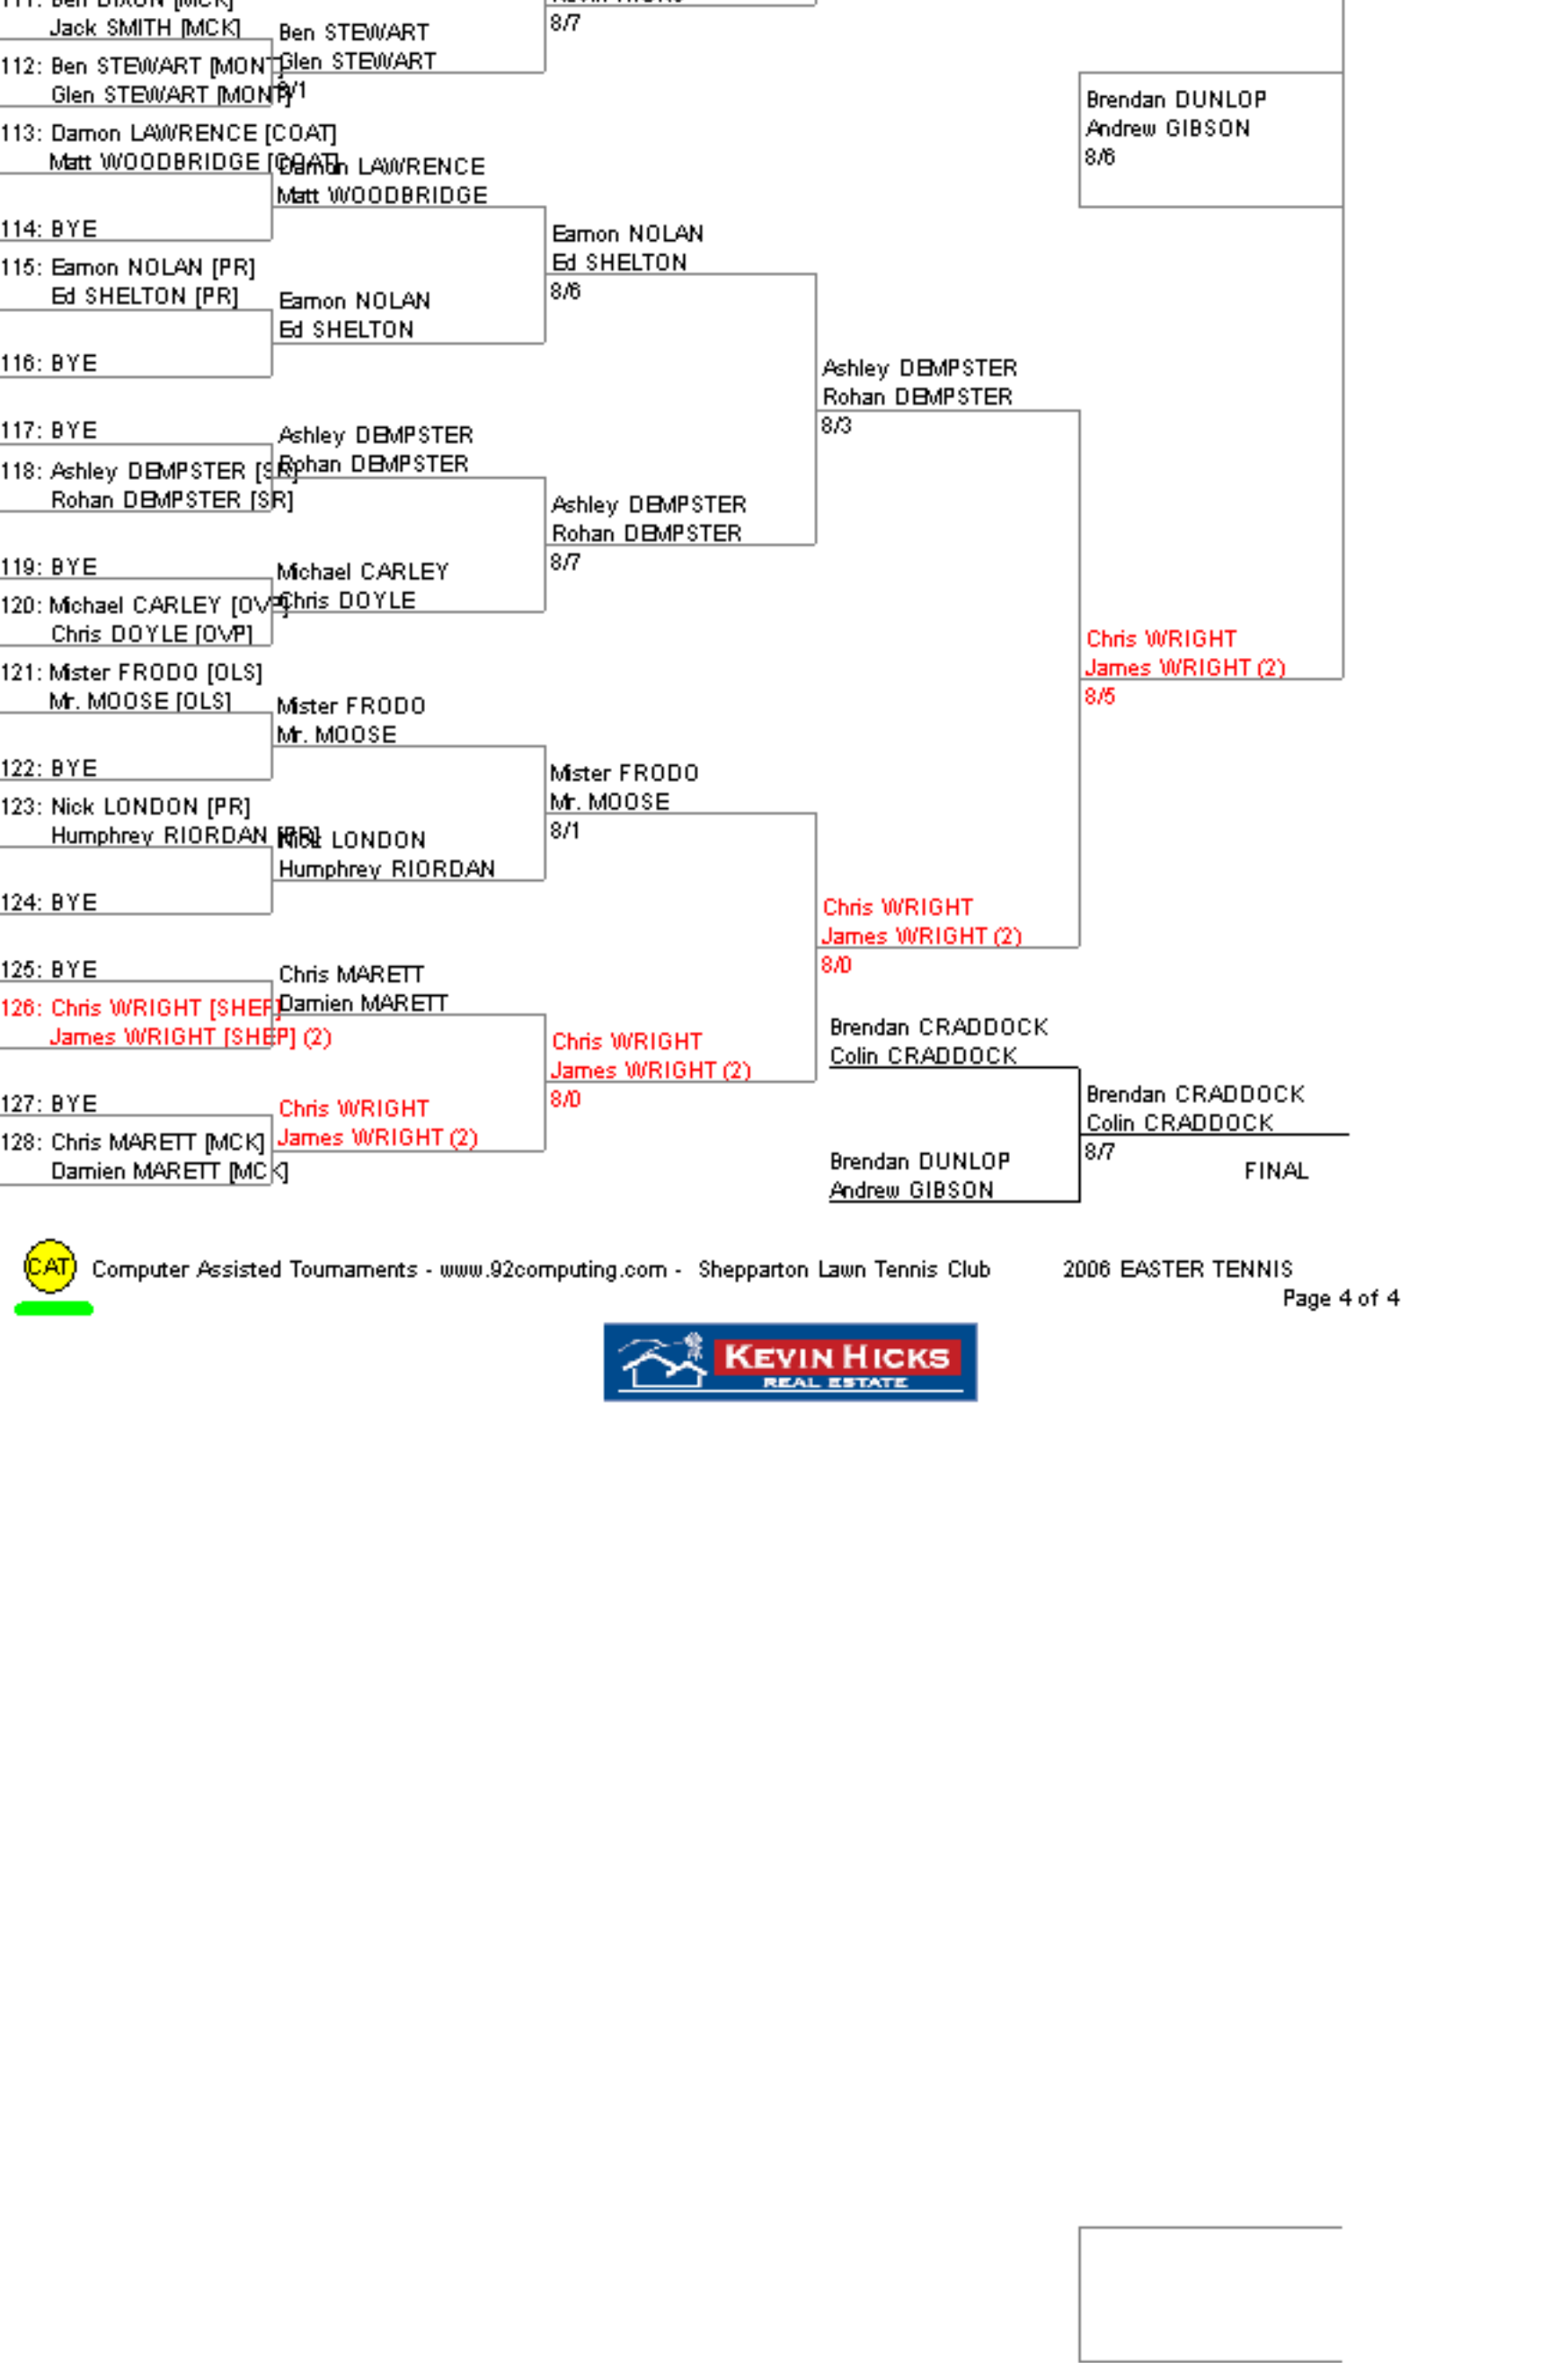 111: Ben DIXON [MCK]
Jack SMITH [MCK]
112: Ben STEWART [MONT]
Glen STEWART [MONT]
113: Damon LAWRENCE [COAT]
Matt WOODBRIDGE [COAT]
114: BYE
115: Eamon NOLAN [PR]
Ed SHELTON [PR]
116: BYE
117: BYE
118: Ashley DEMPSTER [SR]
Rohan DEMPSTER [SR]
119: BYE
120: Michael CARLEY [OVP]
Chris DOYLE [OVP]
121: Mister FRODO [OLS]
Mr. MOOSE [OLS]
122: BYE
123: Nick LONDON [PR]
Humphrey RIORDAN [PR]
124: BYE
125: BYE
126: Chris WRIGHT [SHEP]
James WRIGHT [SHEP] (2)
127: BYE
128: Chris MARETT [MCK]
Damien MARETT [MCK]
Ben STEWART
Glen STEWART
8/1
Damon LAWRENCE
Matt WOODBRIDGE
Eamon NOLAN
Ed SHELTON
Ashley DEMPSTER
Rohan DEMPSTER
Michael CARLEY
Chris DOYLE
Mister FRODO
Mr. MOOSE
Nick LONDON
Humphrey RIORDAN
Chris MARETT
Damien MARETT
Chris WRIGHT
James WRIGHT (2)
8/7
Eamon NOLAN
Ed SHELTON
8/6
Ashley DEMPSTER
Rohan DEMPSTER
8/7
Mister FRODO
Mr. MOOSE
8/1
Chris WRIGHT
James WRIGHT (2)
8/0
Ashley DEMPSTER
Rohan DEMPSTER
8/3
Chris WRIGHT
James WRIGHT (2)
8/0
Brendan DUNLOP
Andrew GIBSON
8/6
Chris WRIGHT
James WRIGHT (2)
8/5
Brendan CRADDOCK
Colin CRADDOCK
Brendan DUNLOP
Andrew GIBSON
Brendan CRADDOCK
Colin CRADDOCK
8/7
FINAL
CAT Computer Assisted Tournaments - www.92computing.com - Shepparton Lawn Tennis Club 2006 EASTER TENNIS
Page 4 of 4
KEVIN HICKS
REAL ESTATE